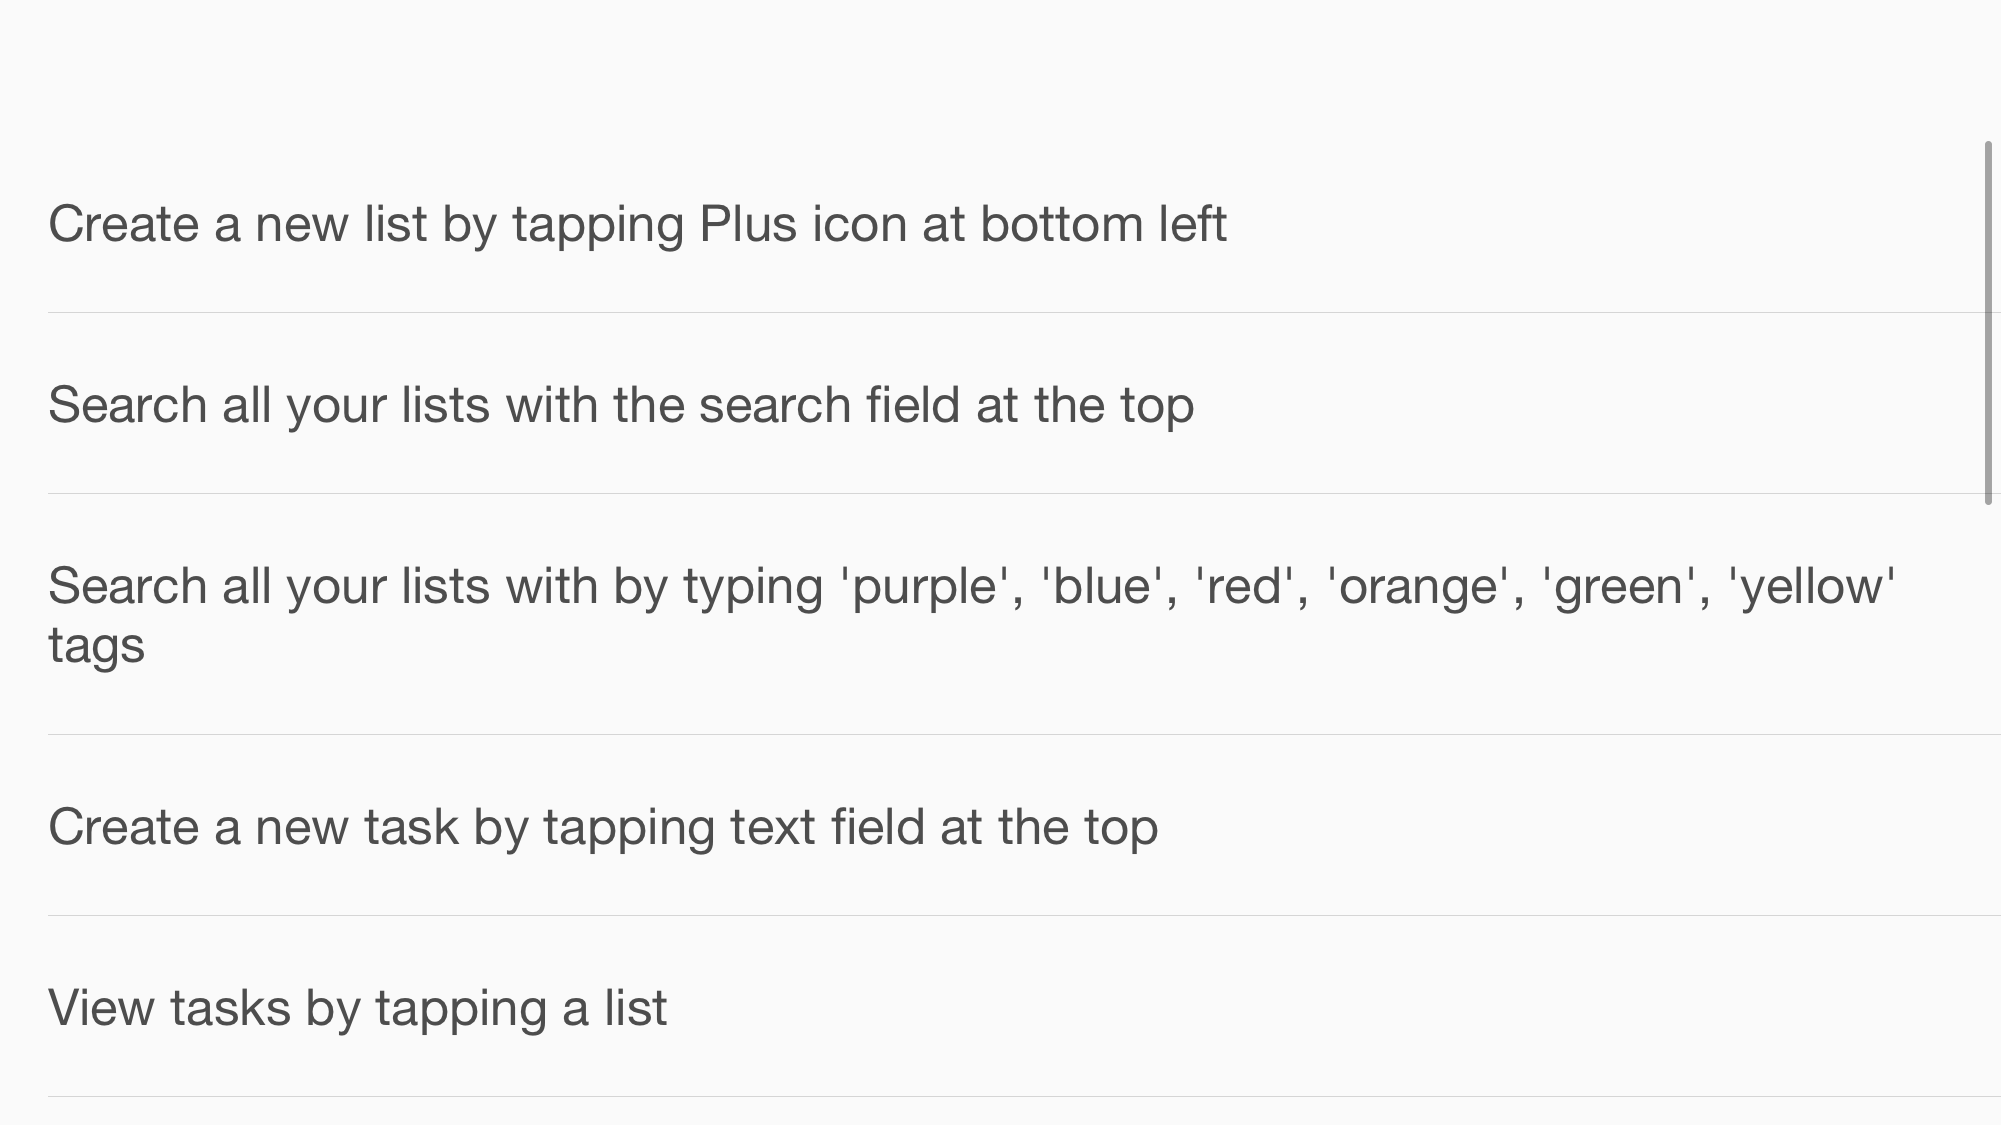 Create a new list by tapping Plus icon at bottom left
Search all your lists with the search field at the top
Search all your lists with by typing 'purple', 'blue', 'red', 'orange', 'green', 'yellow'
tags
Create a new task by tapping text field at the top
View tasks by tapping a list